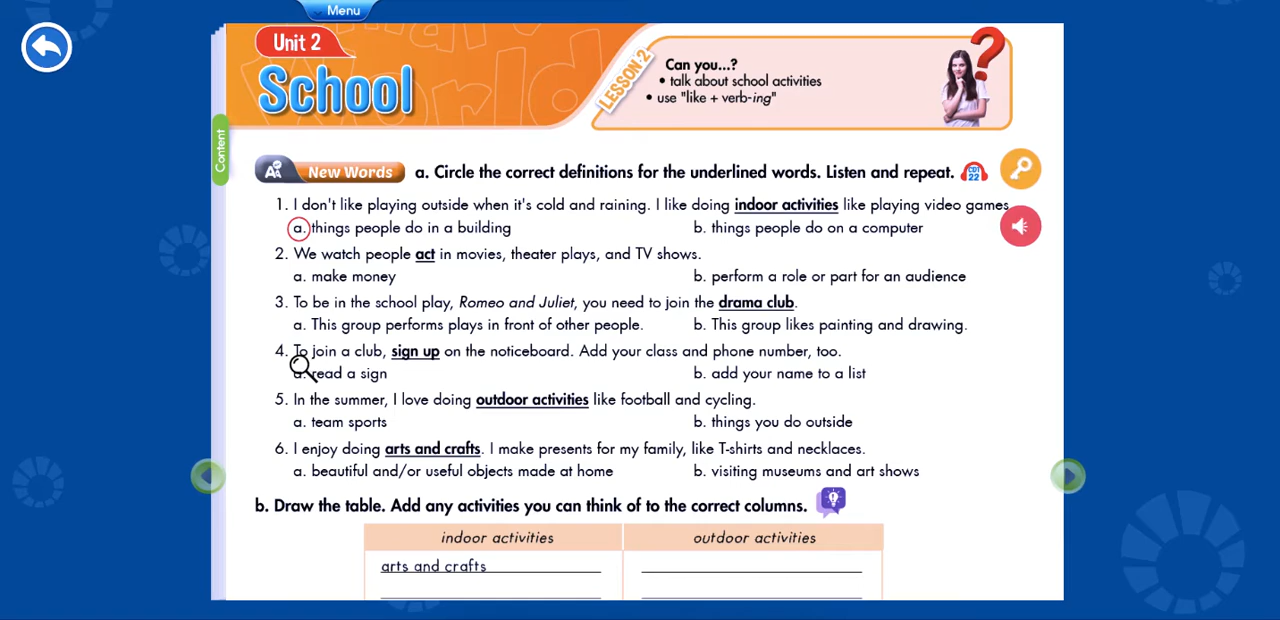 Menu
Unit 2
School
LESSON 2
Can you...?
• talk about school activities
• use "like + verb-ing"
Content
New Words
a. Circle the correct definitions for the underlined words. Listen and repeat.
CD1
22
1. I don't like playing outside when it's cold and raining. I like doing indoor activities like playing video games.
a. things people do in a building
b. things people do on a computer
2. We watch people act in movies, theater plays, and TV shows.
a. make money
b. perform a role or part for an audience
3. To be in the school play, Romeo and Juliet, you need to join the drama club.
a. This group performs plays in front of other people.
b. This group likes painting and drawing.
4. To join a club, sign up on the noticeboard. Add your class and phone number, too.
a. read a sign
b. add your name to a list
5. In the summer, I love doing outdoor activities like football and cycling.
a. team sports
b. things you do outside
6. I enjoy doing arts and crafts. I make presents for my family, like T-shirts and necklaces.
a. beautiful and/or useful objects made at home
b. visiting museums and art shows
b. Draw the table. Add any activities you can think of to the correct columns.
indoor activities
outdoor activities
arts and crafts